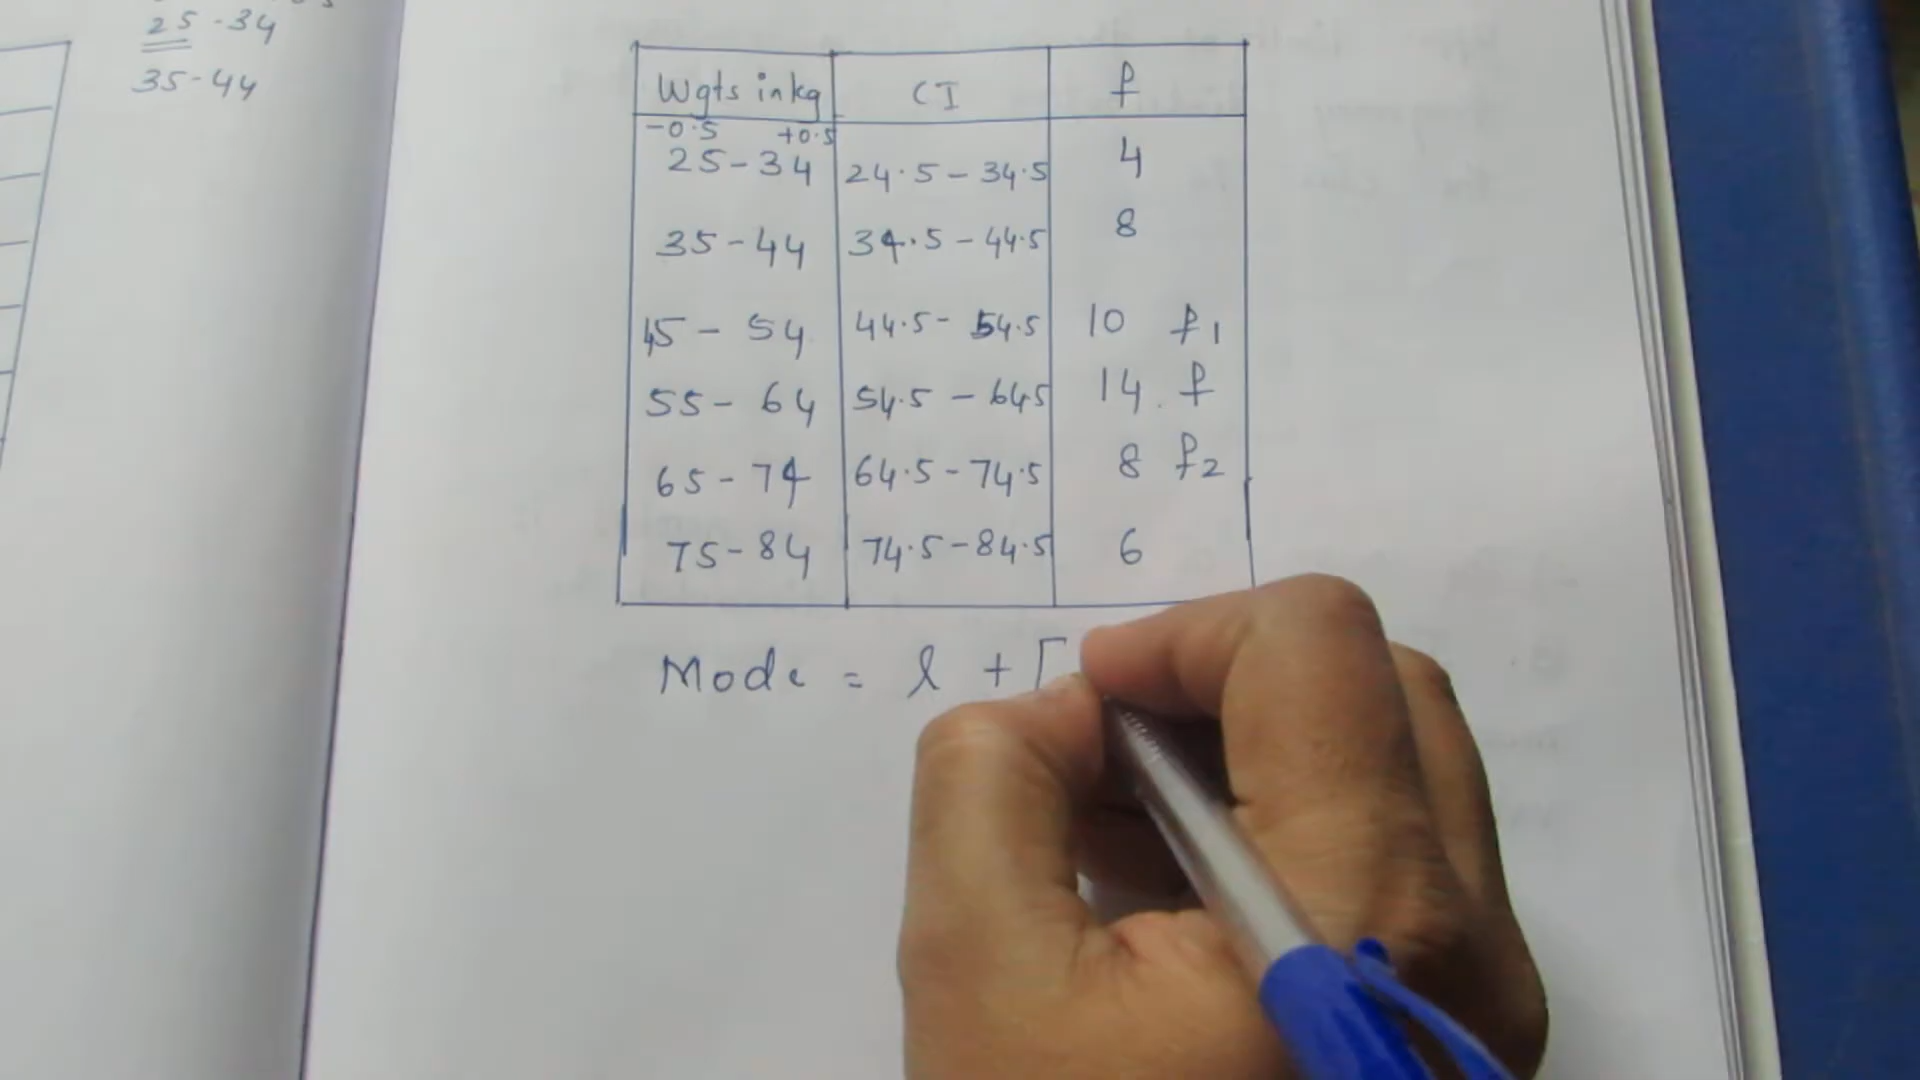 25-34
35-44
Wgts in kg CI f
-0.5 +0.5
25-34 24.5-34.5 4
35-44 34.5-44.5 8
45-54 44.5-54.5 10 f1
55-64 54.5-645 14 f
65-74 64.5-74.5 8 f2
75-84 74.5-84.5 6
Mode = l + [